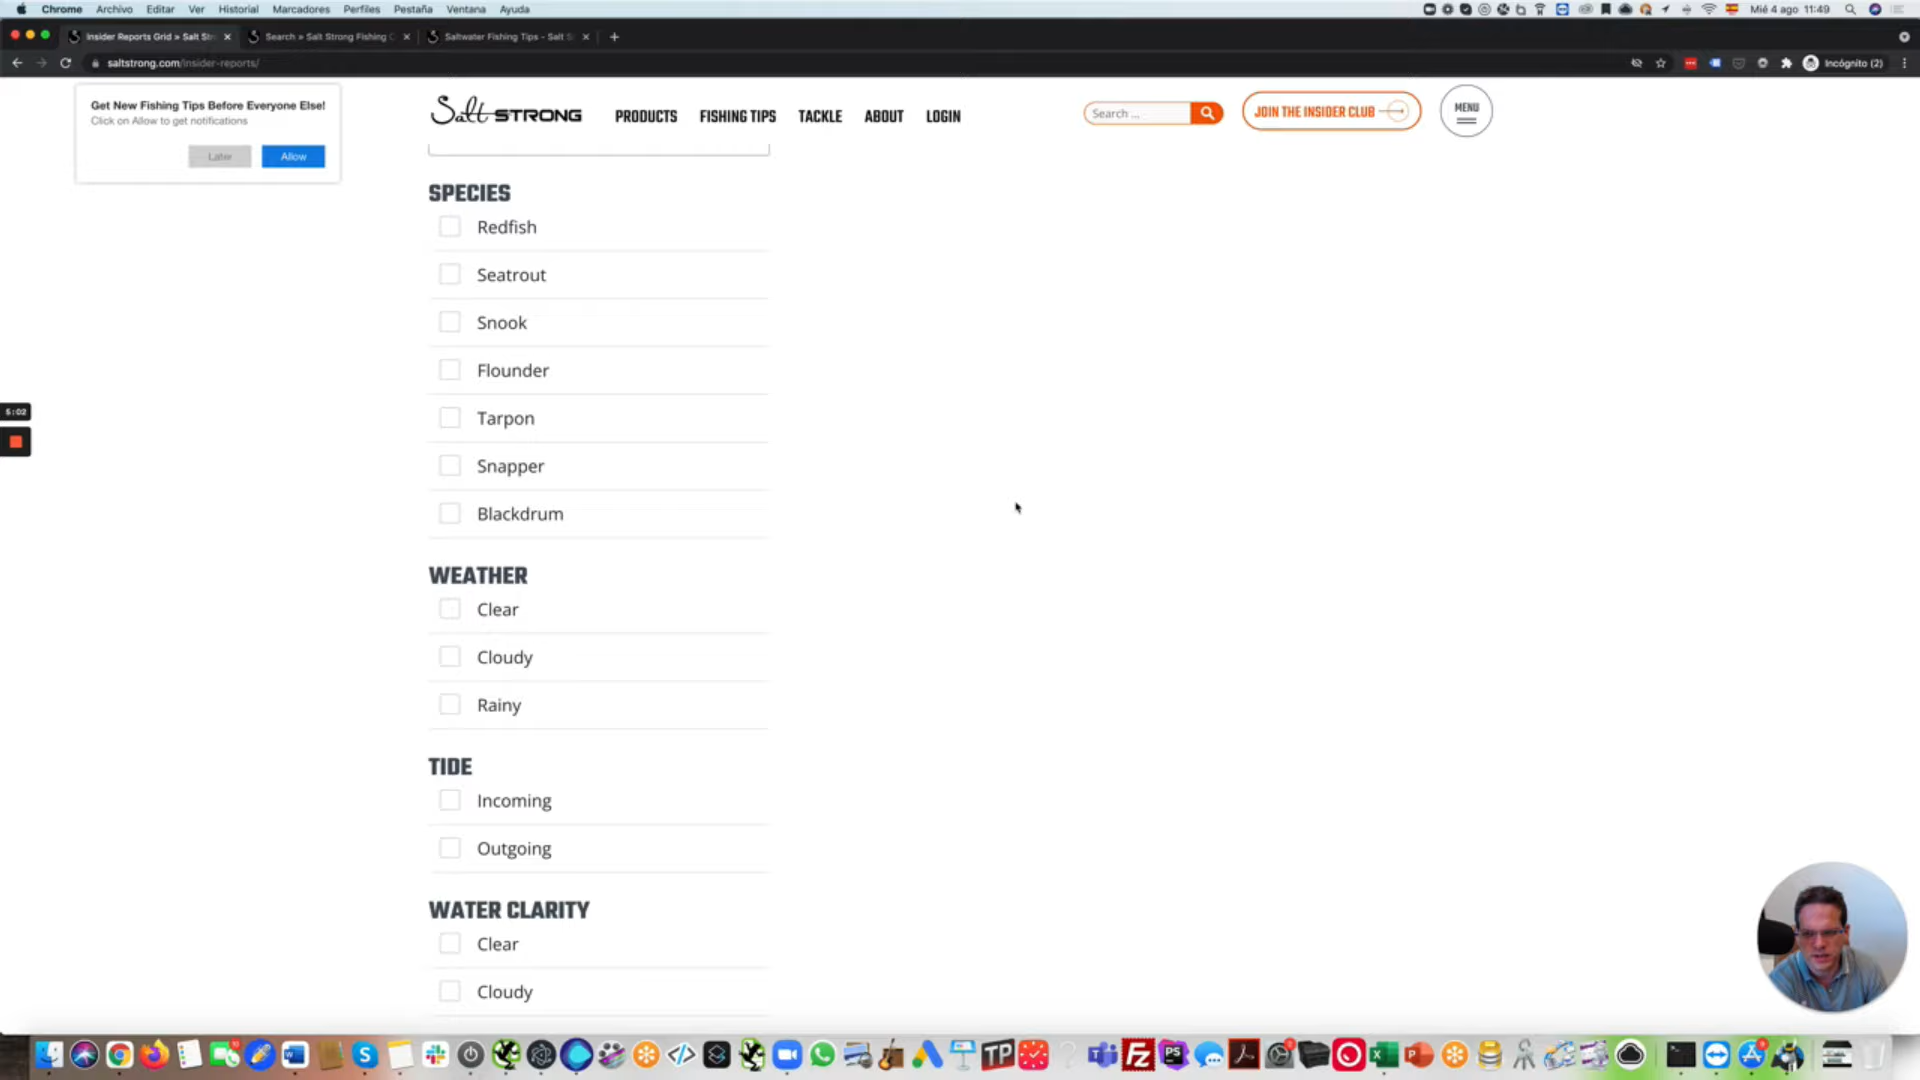 Chrome Archivo Editar Ver Historial Marcadores Perfiles Pestaña Ventana Ayuda Mié 4 ago 11:49
Insider Reports Grid » Salt Str Search » Salt Strong Fishing C Saltwater Fishing Tips - Salt S
saltstrong.com/insider-reports/ Incógnito (2)
Get New Fishing Tips Before Everyone Else!
Click on Allow to get notifications
Later Allow
Salt STRONG PRODUCTS FISHING TIPS TACKLE ABOUT LOGIN Search ... JOIN THE INSIDER CLUB MENU
SPECIES
Redfish
Seatrout
Snook
Flounder
Tarpon
5:02
Snapper
Blackdrum
WEATHER
Clear
Cloudy
Rainy
TIDE
Incoming
Outgoing
WATER CLARITY
Clear
Cloudy
TP